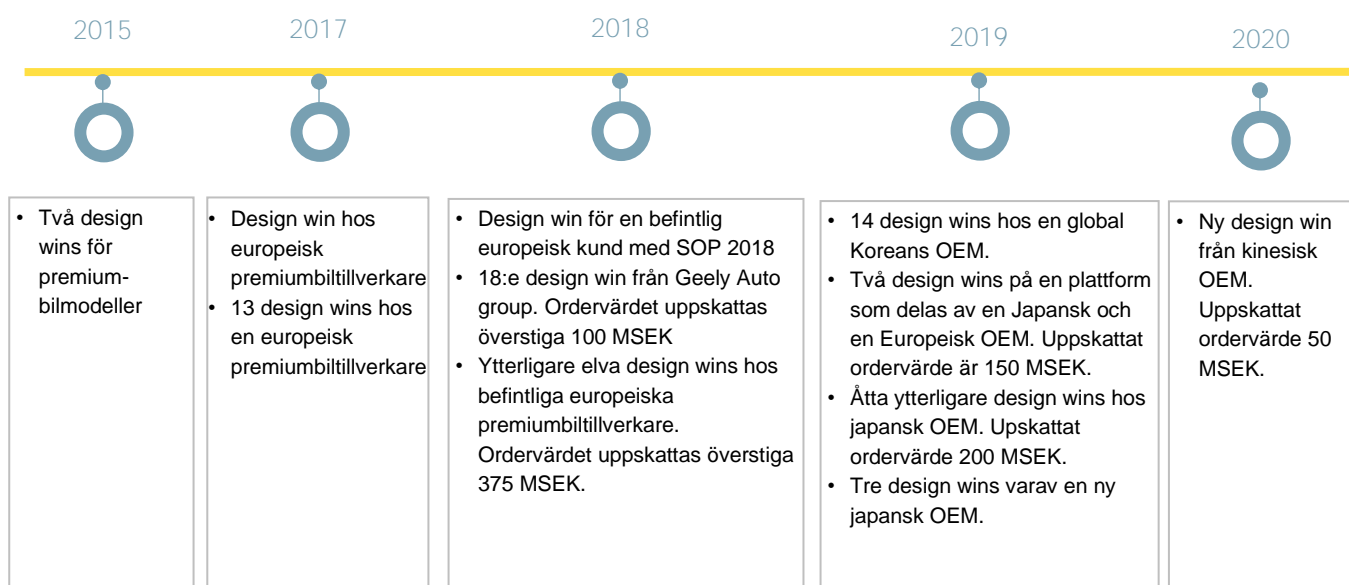 2015
2017
2018
2019
2020
• Två design
wins för
premium-
bilmodeller
• Design win hos
europeisk
premiumbiltillverkare
• 13 design wins hos
en europeisk
premiumbiltillverkare
• Design win för en befintlig
europeisk kund med SOP 2018
• 18:e design win från Geely Auto
group. Ordervärdet uppskattas
överstiga 100 MSEK
• Ytterligare elva design wins hos
befintliga europeiska
premiumbiltillverkare.
Ordervärdet uppskattas överstiga
375 MSEK.
• 14 design wins hos en global
Koreans OEM.
• Två design wins på en plattform
som delas av en Japansk och
en Europeisk OEM. Uppskattat
ordervärde är 150 MSEK.
• Åtta ytterligare design wins hos
japansk OEM. Upskattat
ordervärde 200 MSEK.
• Tre design wins varav en ny
japansk OEM.
• Ny design win
från kinesisk
OEM.
Uppskattat
ordervärde 50
MSEK.